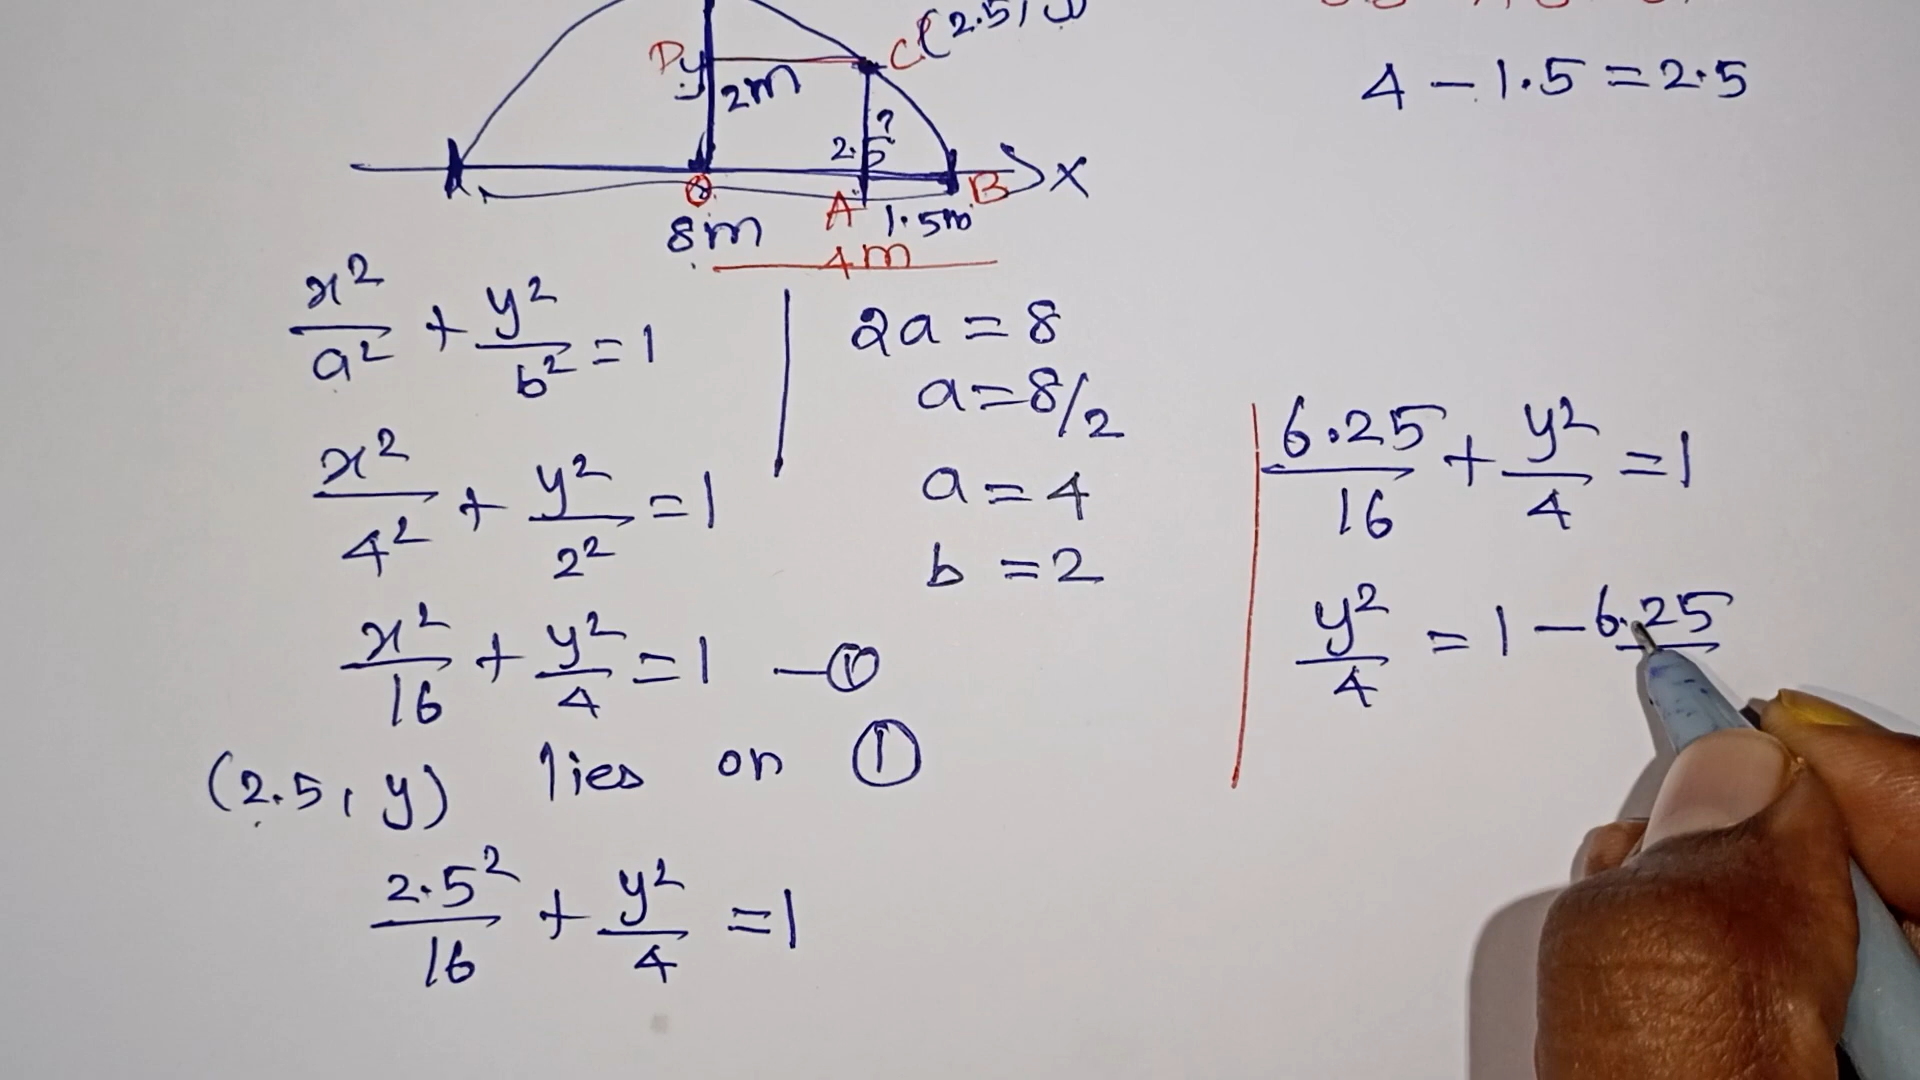 C(2.5, y)
4 - 1.5 = 2.5
D y
2m
?
2.5
X
O
A
B
8m
1.5m
4m
x²/a² + y²/b² = 1
2a = 8
a = 8/2
x²/4² + y²/2² = 1
a = 4
b = 2
x²/16 + y²/4 = 1 —①
(2.5, y) lies on ①
2.5²/16 + y²/4 = 1
6.25/16 + y²/4 = 1
y²/4 = 1 - 6.25